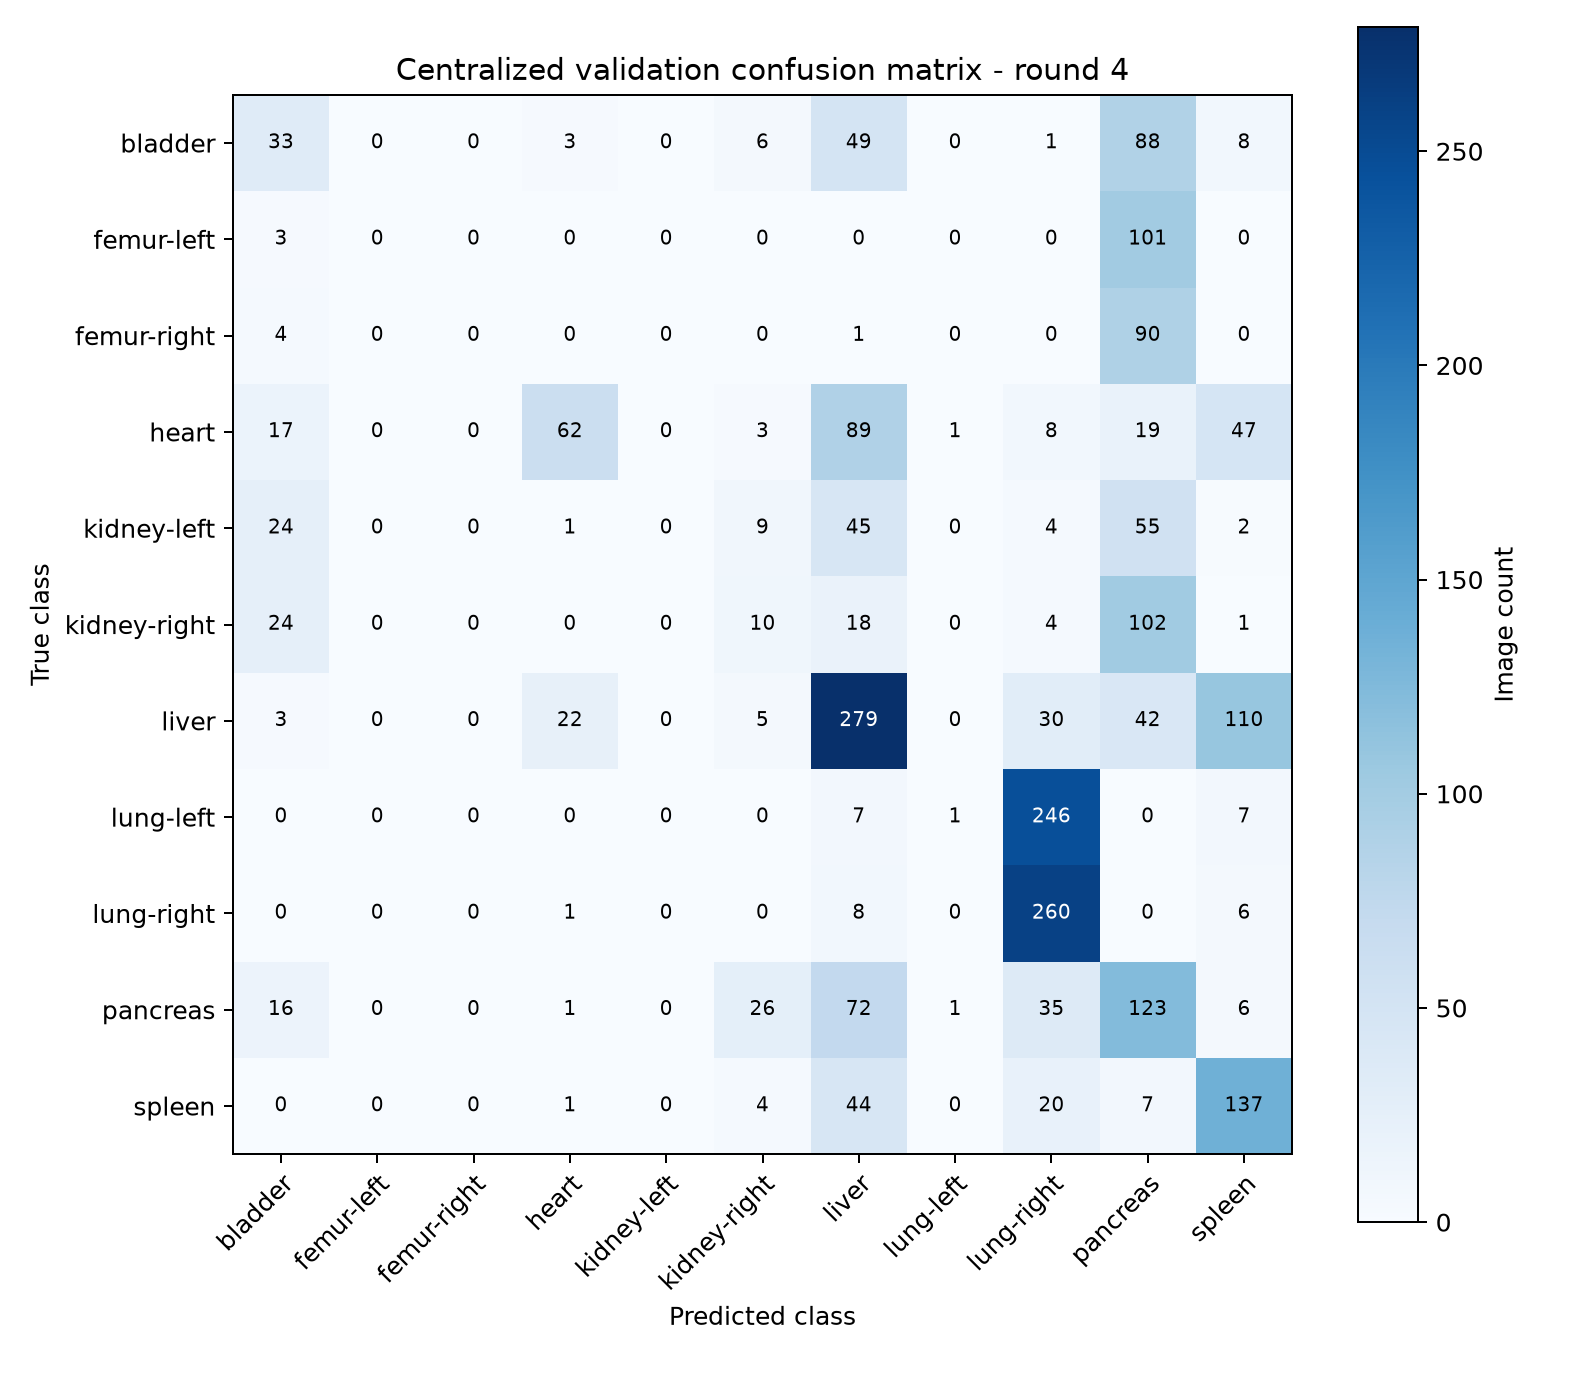 Centralized validation confusion matrix - round 4
bladder 33 0 0 3 0 6 49 0 1 88 8
femur-left 3 0 0 0 0 0 0 0 0 101 0
femur-right 4 0 0 0 0 0 1 0 0 90 0
heart 17 0 0 62 0 3 89 1 8 19 47
kidney-left 24 0 0 1 0 9 45 0 4 55 2
kidney-right 24 0 0 0 0 10 18 0 4 102 1
liver 3 0 0 22 0 5 279 0 30 42 110
lung-left 0 0 0 0 0 0 7 1 246 0 7
lung-right 0 0 0 1 0 0 8 0 260 0 6
pancreas 16 0 0 1 0 26 72 1 35 123 6
spleen 0 0 0 1 0 4 44 0 20 7 137
bladder femur-left femur-right heart kidney-left kidney-right liver lung-left lung-right pancreas spleen
Predicted class
True class
250
200
150
100
50
0
Image count